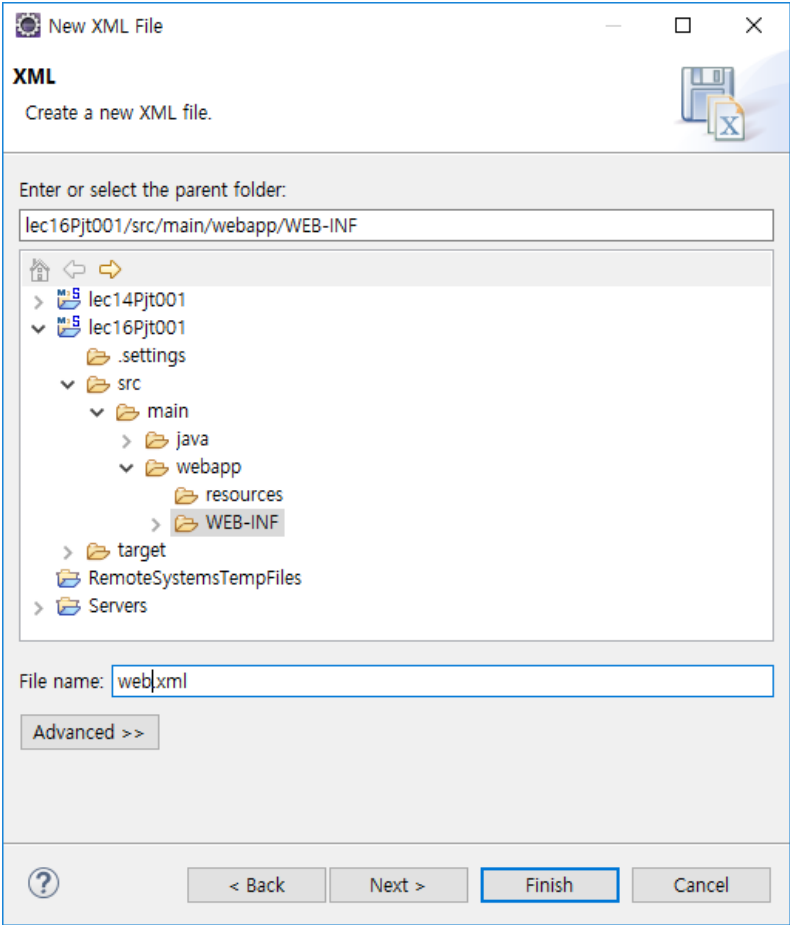 New XML File
XML
Create a new XML file.
Enter or select the parent folder:
lec16Pjt001/src/main/webapp/WEB-INF
lec14Pjt001
lec16Pjt001
.settings
src
main
java
webapp
resources
WEB-INF
target
RemoteSystemsTempFiles
Servers
File name: web.xml
Advanced >>
< Back Next > Finish Cancel